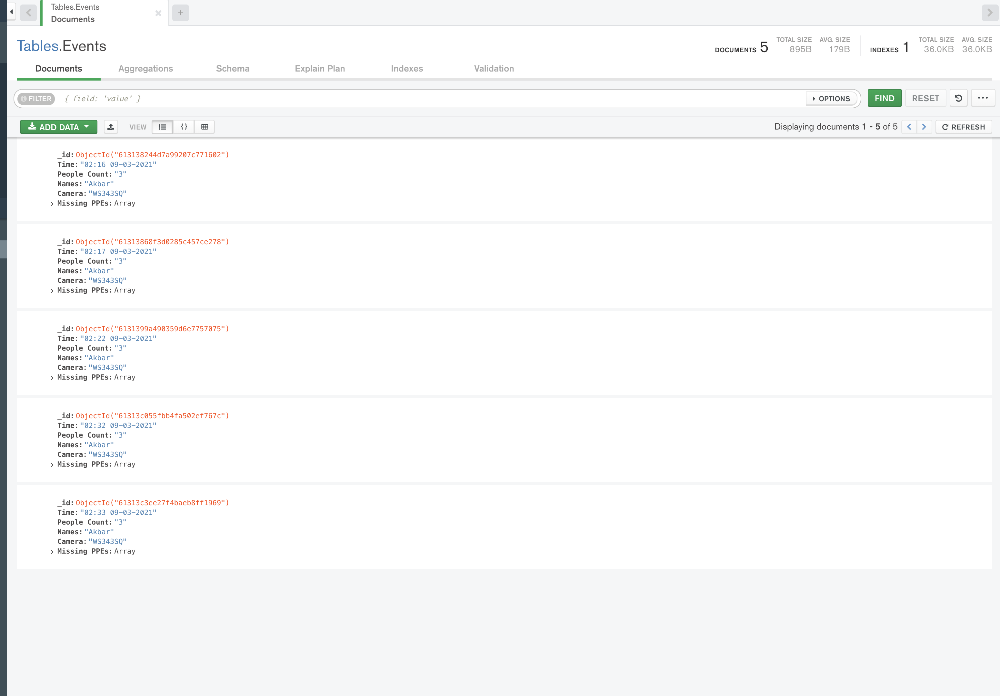 Tables.Events
Documents
Tables.Events
DOCUMENTS 5 TOTAL SIZE 895B AVG. SIZE 179B INDEXES 1 TOTAL SIZE 36.0KB AVG. SIZE 36.0KB
Documents Aggregations Schema Explain Plan Indexes Validation
FILTER { field: 'value' } OPTIONS FIND RESET
ADD DATA VIEW {} Displaying documents 1 - 5 of 5 REFRESH
_id: ObjectId("613138244d7a99207c771602")
Time: "02:16 09-03-2021"
People Count: "3"
Names: "Akbar"
Camera: "WS343SQ"
Missing PPEs: Array
_id: ObjectId("61313868f3d0285c457ce278")
Time: "02:17 09-03-2021"
People Count: "3"
Names: "Akbar"
Camera: "WS343SQ"
Missing PPEs: Array
_id: ObjectId("6131399a490359d6e7757075")
Time: "02:22 09-03-2021"
People Count: "3"
Names: "Akbar"
Camera: "WS343SQ"
Missing PPEs: Array
_id: ObjectId("61313c055fbb4fa502ef767c")
Time: "02:32 09-03-2021"
People Count: "3"
Names: "Akbar"
Camera: "WS343SQ"
Missing PPEs: Array
_id: ObjectId("61313c3ee27f4baeb8ff1969")
Time: "02:33 09-03-2021"
People Count: "3"
Names: "Akbar"
Camera: "WS343SQ"
Missing PPEs: Array